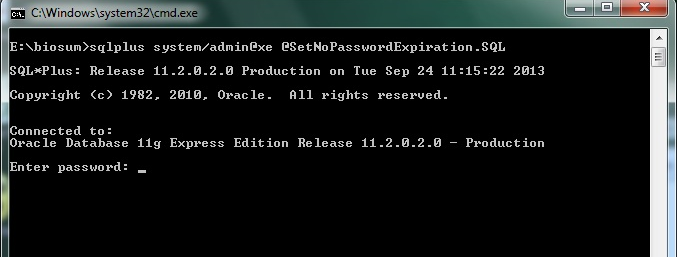 C:\Windows\system32\cmd.exe
E:\biosum>sqlplus system/admin@xe @SetNoPasswordExpiration.SQL
SQL*Plus: Release 11.2.0.2.0 Production on Tue Sep 24 11:15:22 2013
Copyright (c) 1982, 2010, Oracle.  All rights reserved.
Connected to:
Oracle Database 11g Express Edition Release 11.2.0.2.0 - Production
Enter password: _